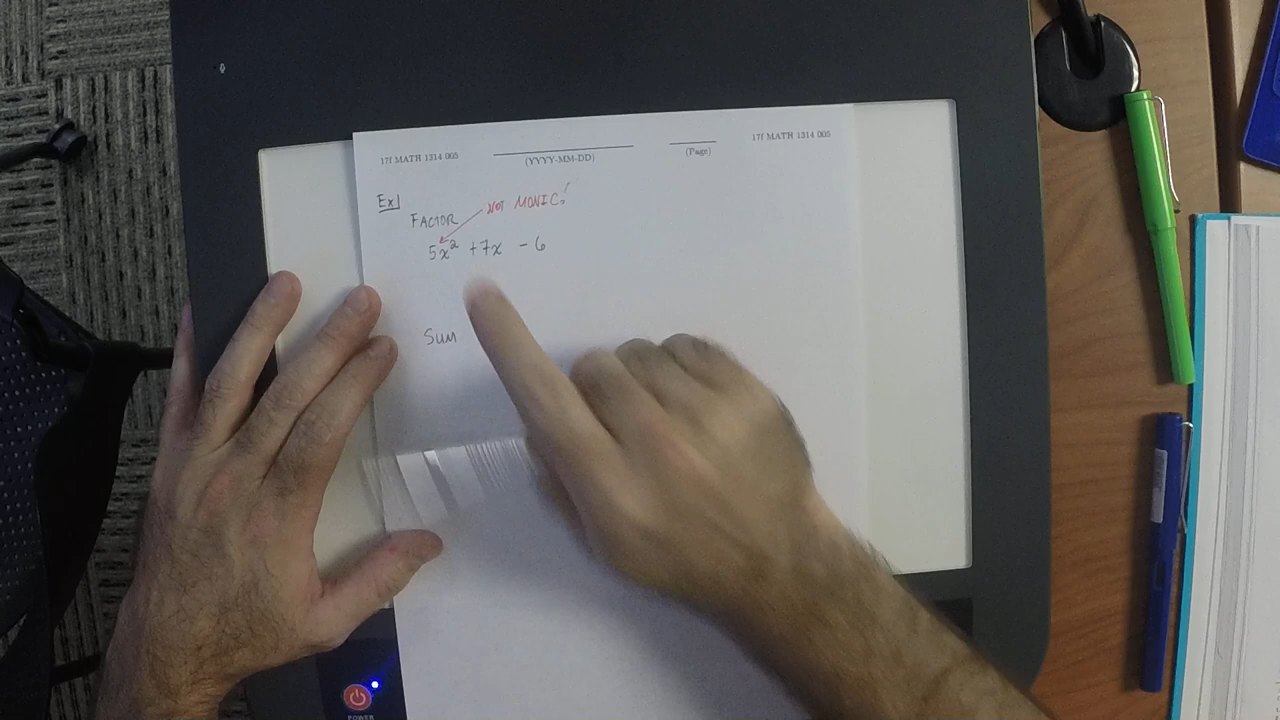 17f MATH 1314 005 (YYYY-MM-DD) (Page) 17f MATH 1314 005
Ex1
NOT MONIC!
FACTOR
5x² +7x - 6
Sum
POWER